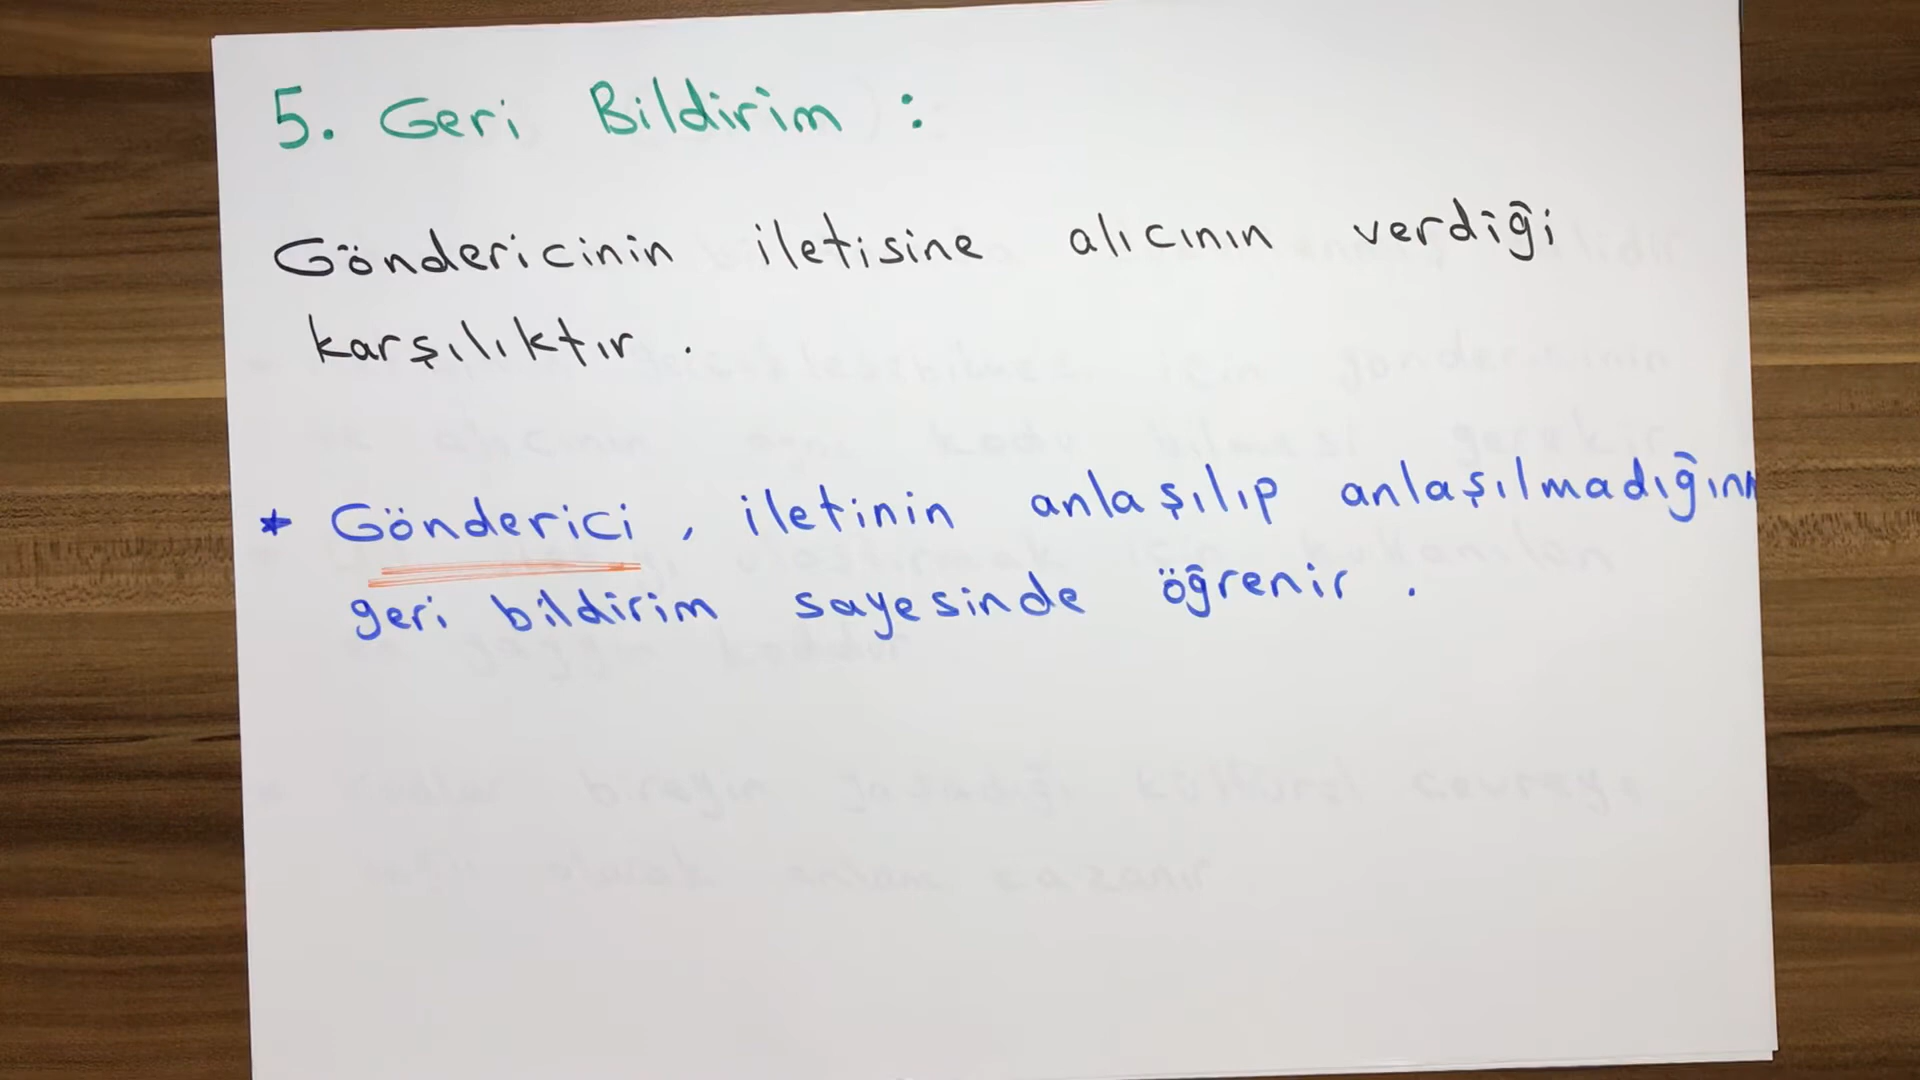 5. Geri Bildirim :
Göndericinin iletisine alıcının verdiği
karşılıktır .
* Gönderici , iletinin anlaşılıp anlaşılmadığını
geri bildirim sayesinde öğrenir .